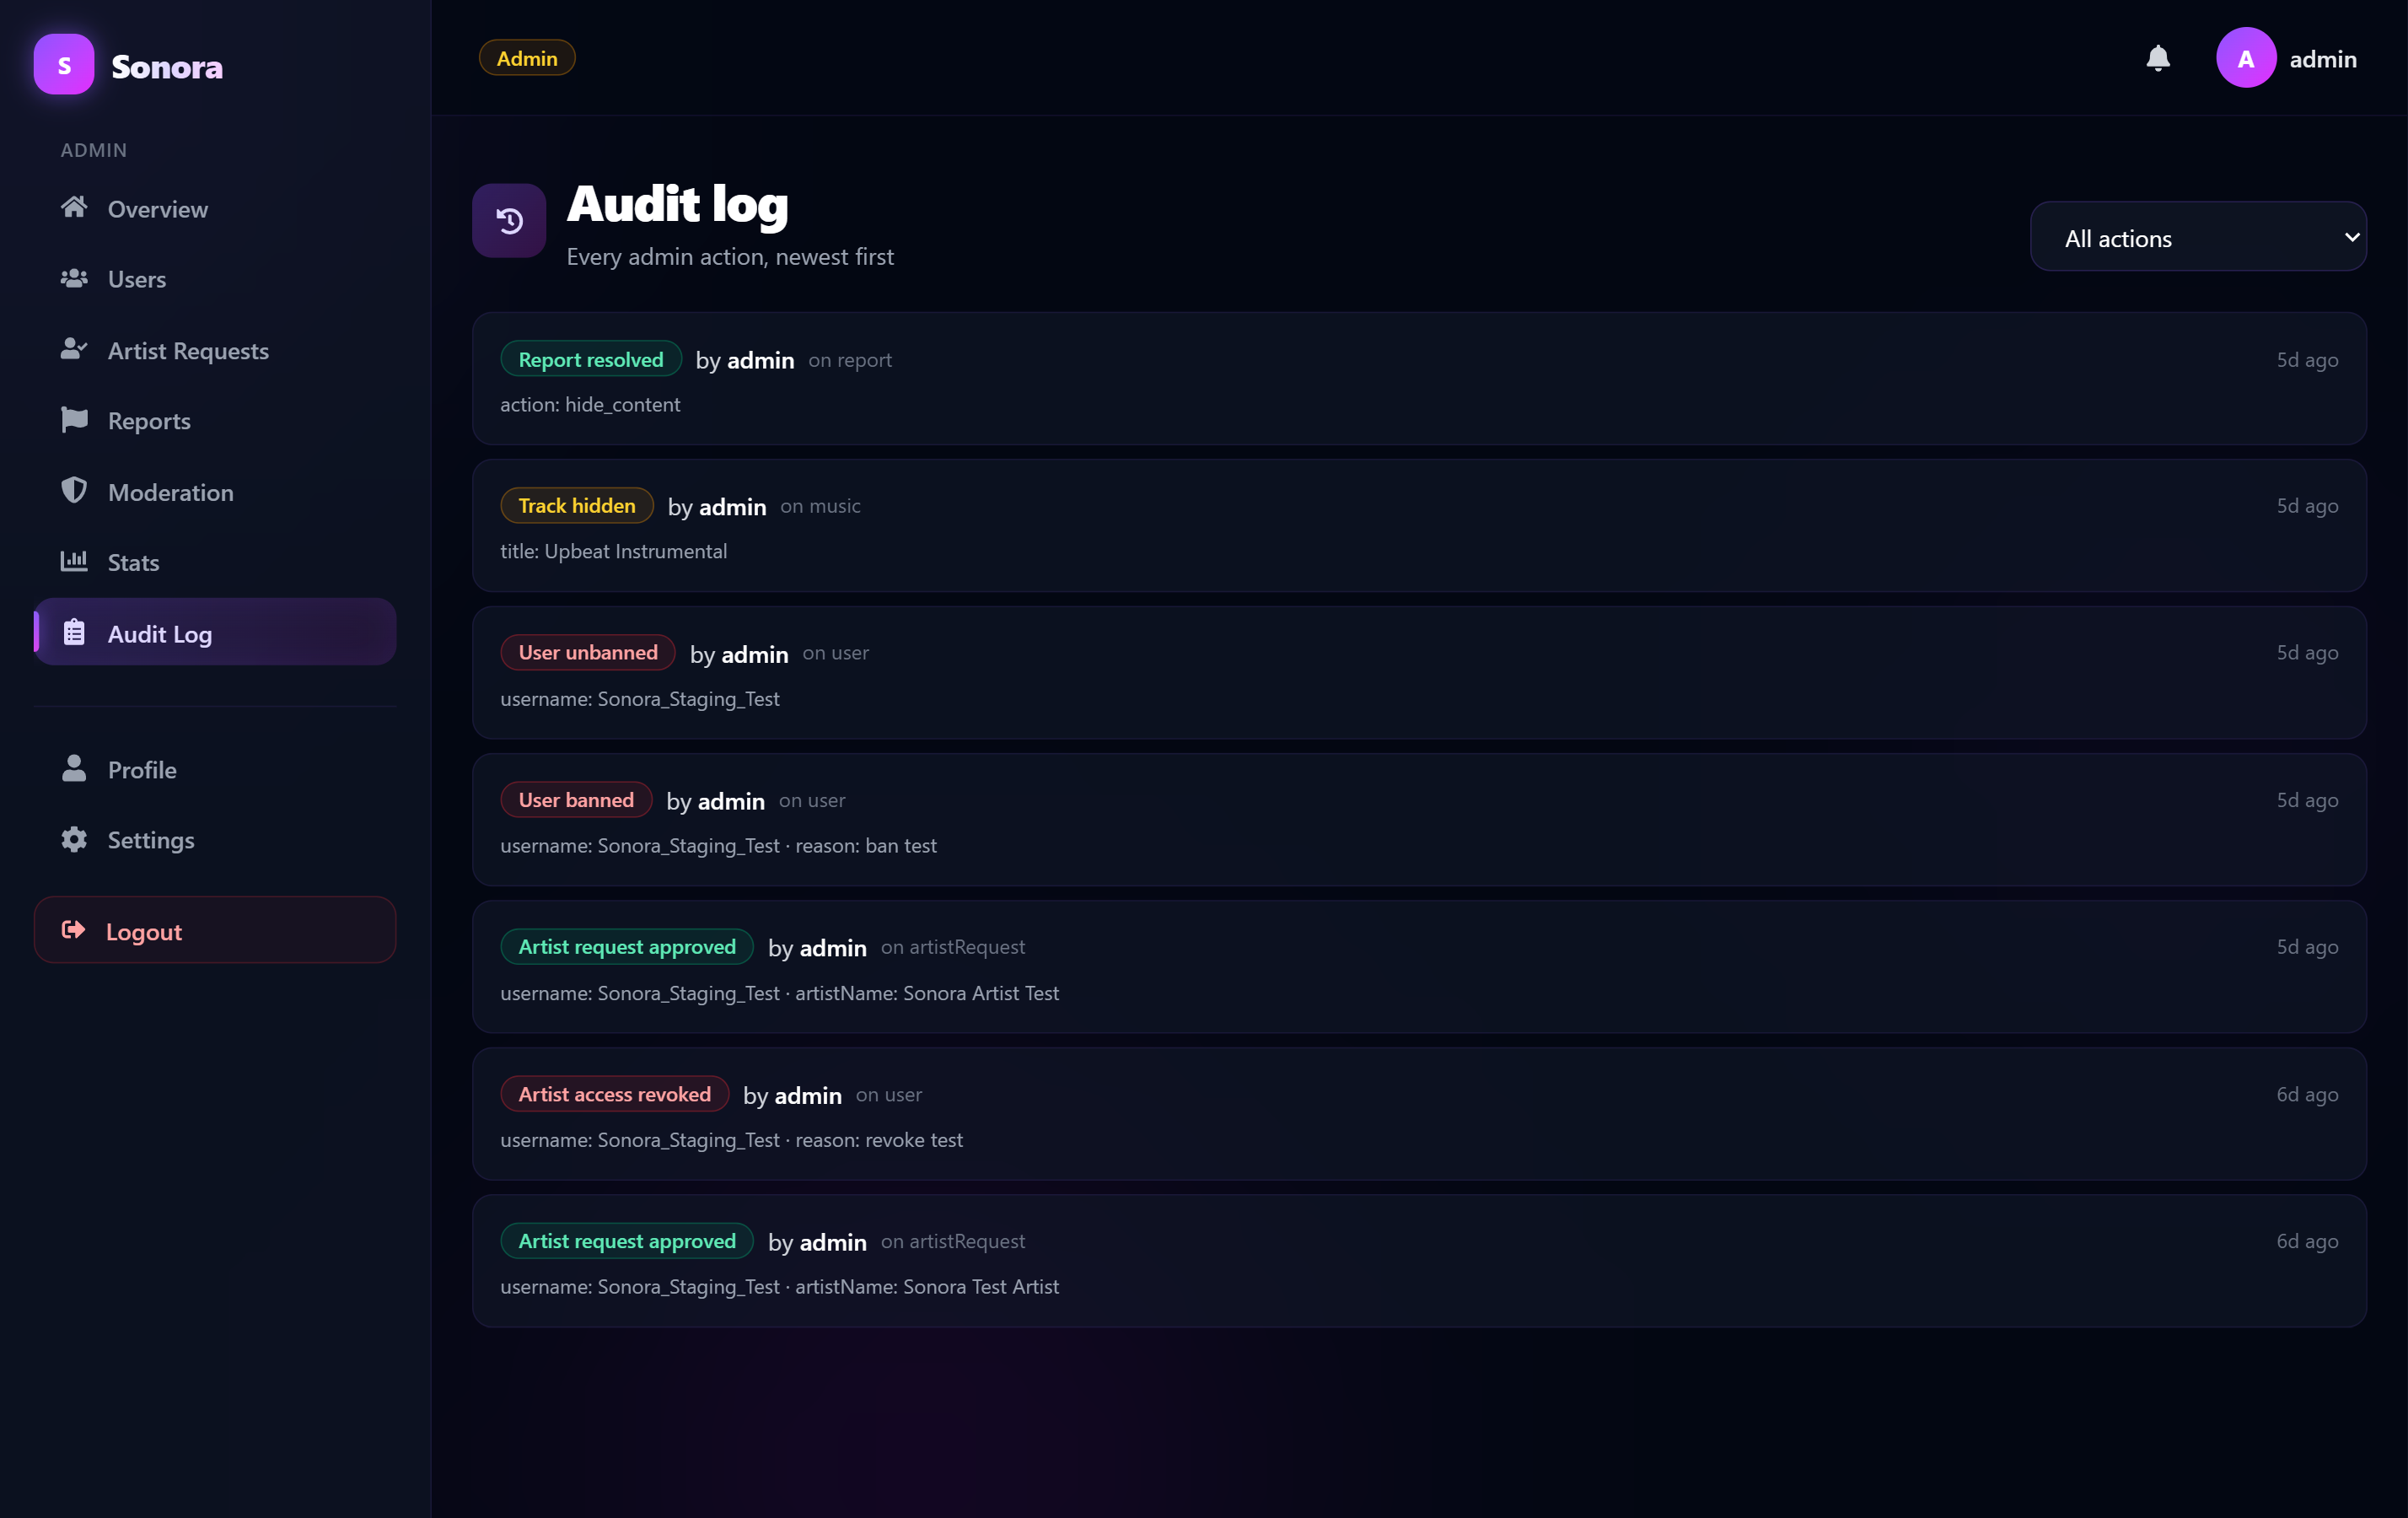 S Sonora
ADMIN
Overview
Users
Artist Requests
Reports
Moderation
Stats
Audit Log
Profile
Settings
Logout
Admin
A admin
Audit log
Every admin action, newest first
All actions
Report resolved by admin on report 5d ago
action: hide_content
Track hidden by admin on music 5d ago
title: Upbeat Instrumental
User unbanned by admin on user 5d ago
username: Sonora_Staging_Test
User banned by admin on user 5d ago
username: Sonora_Staging_Test · reason: ban test
Artist request approved by admin on artistRequest 5d ago
username: Sonora_Staging_Test · artistName: Sonora Artist Test
Artist access revoked by admin on user 6d ago
username: Sonora_Staging_Test · reason: revoke test
Artist request approved by admin on artistRequest 6d ago
username: Sonora_Staging_Test · artistName: Sonora Test Artist